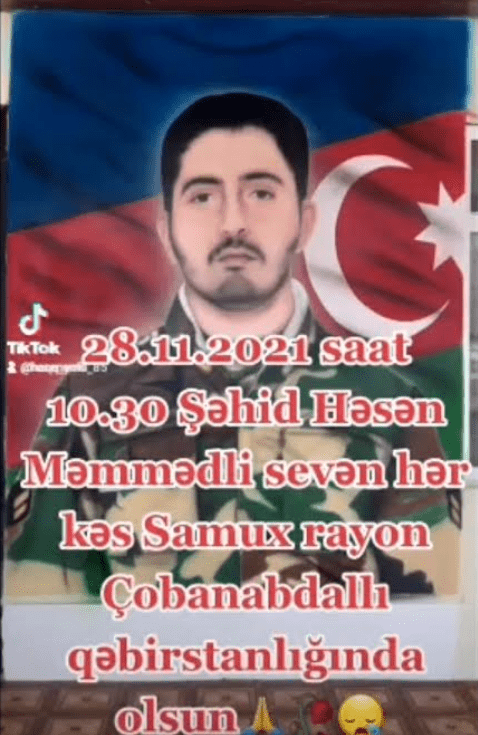 TikTok
28.11.2021 saat
10.30 Şəhid Həsən
Məmmədli sevən hər
kəs Samux rayon
Çobanabdallı
qəbirstanlığında
olsun🙏🥀😢